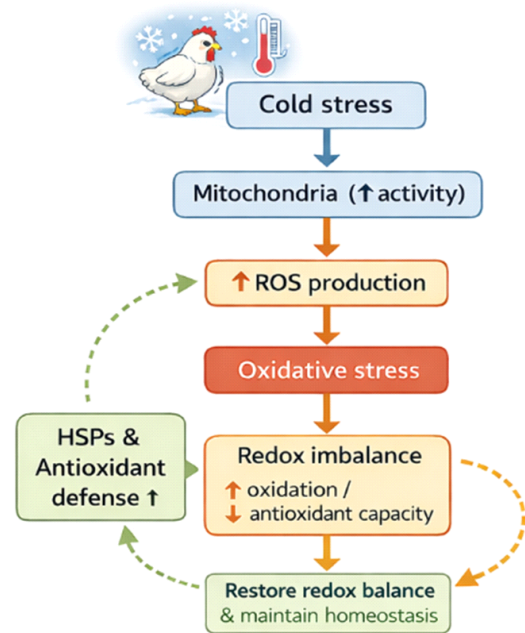 Cold stress
Mitochondria (↑ activity)
↑ ROS production
Oxidative stress
HSPs &
Antioxidant
defense ↑
Redox imbalance
↑ oxidation /
↓ antioxidant capacity
Restore redox balance
& maintain homeostasis